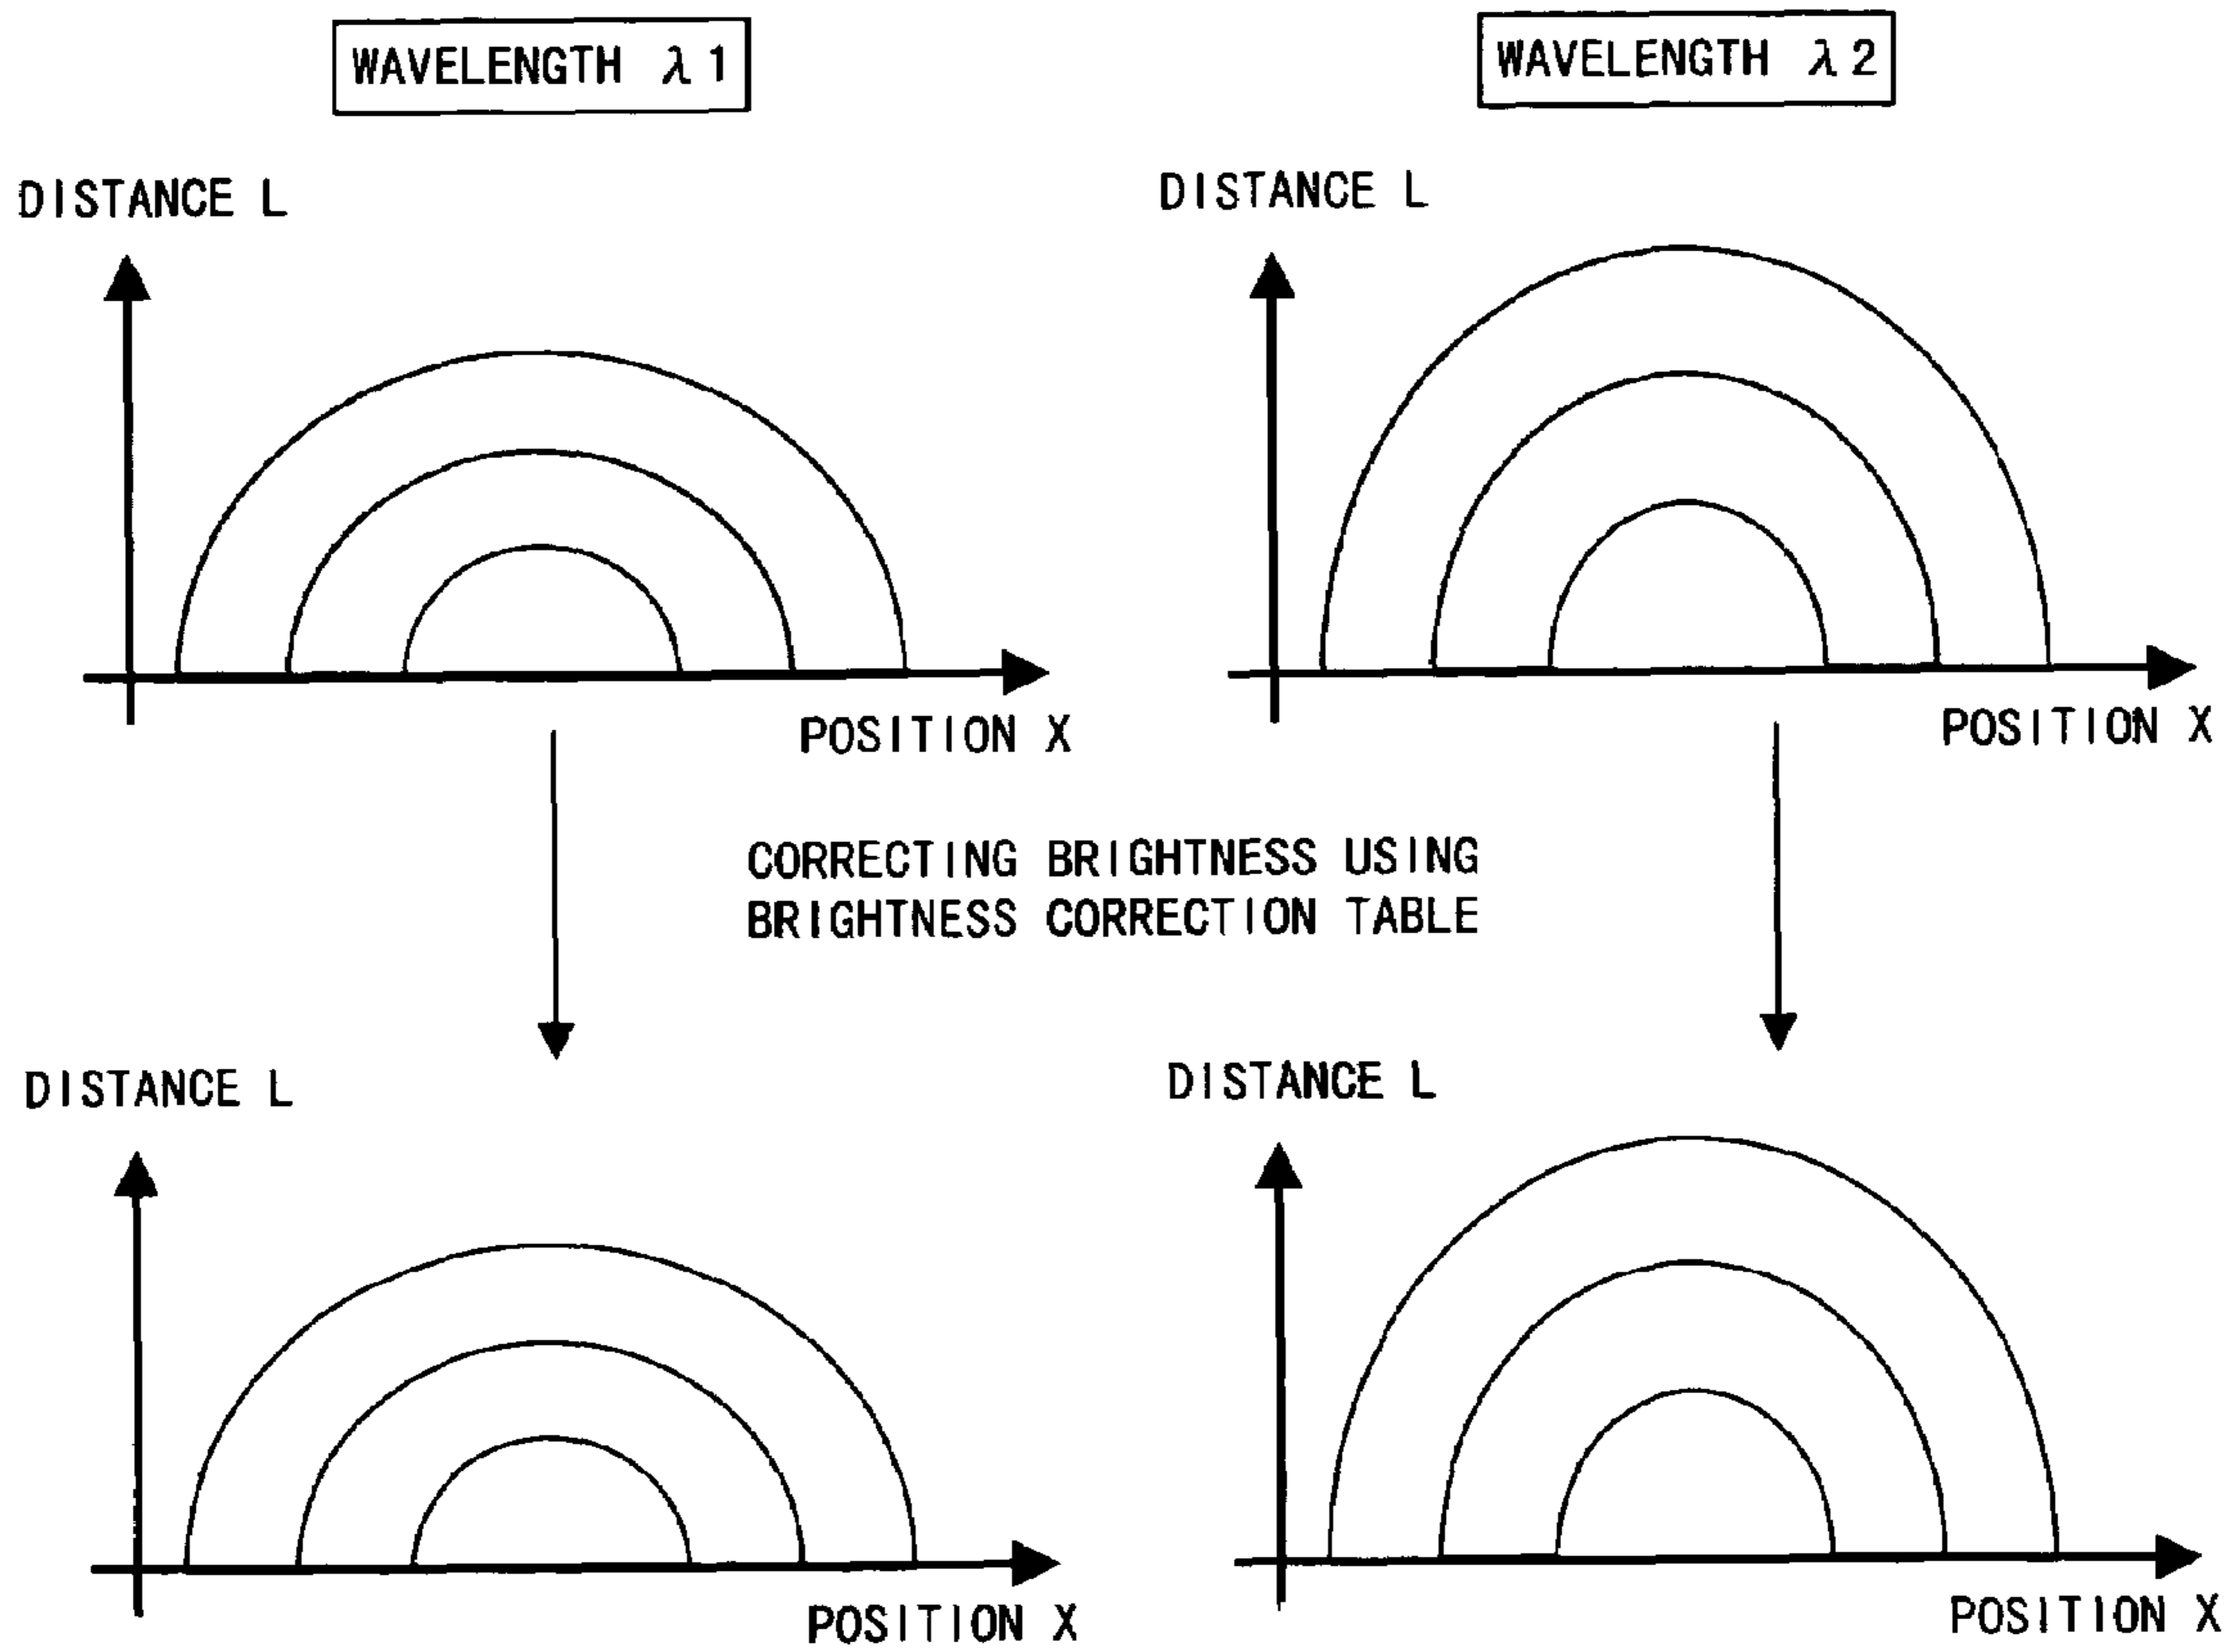 WAVELENGTH λ1
WAVELENGTH λ2
DISTANCE L
DISTANCE L
POSITION X
POSITION X
CORRECTING BRIGHTNESS USING
BRIGHTNESS CORRECTION TABLE
DISTANCE L
DISTANCE L
POSITION X
POSITION X